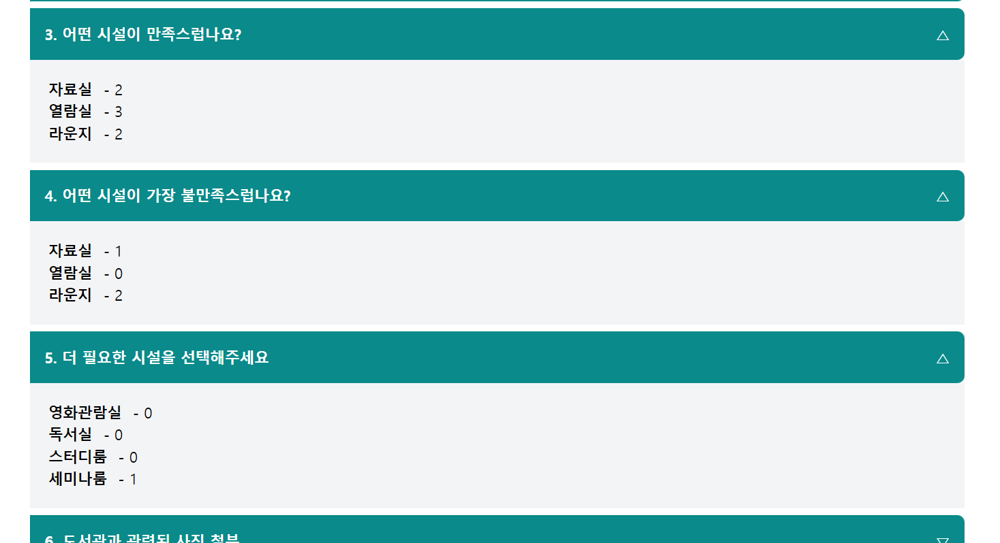 3. 어떤 시설이 만족스럽나요?
자료실 - 2
열람실 - 3
라운지 - 2
4. 어떤 시설이 가장 불만족스럽나요?
자료실 - 1
열람실 - 0
라운지 - 2
5. 더 필요한 시설을 선택해주세요
영화관람실 - 0
독서실 - 0
스터디룸 - 0
세미나룸 - 1
6. 도서관과 관련된 사진 첨부